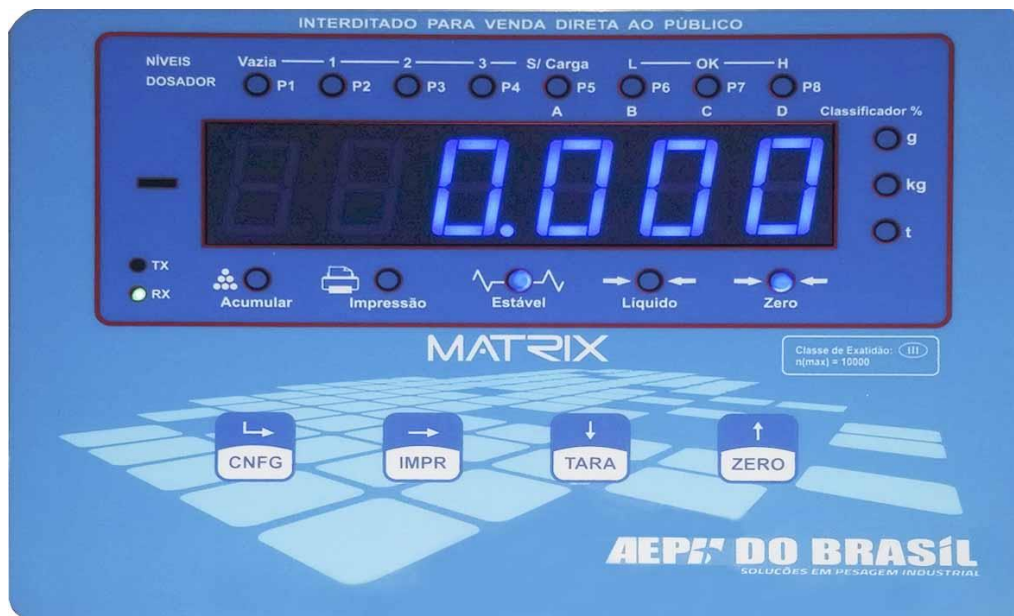 INTERDITADO PARA VENDA DIRETA AO PÚBLICO
NÍVEIS Vazia 1 2 3 S/ Carga L OK H
DOSADOR P1 P2 P3 P4 P5 P6 P7 P8
A B C D Classificador %
g
0.000
kg
t
TX
RX
Acumular Impressão Estável Líquido Zero
MATRIX
Classe de Exatidão: III
n(max) = 10000
CNFG IMPR TARA ZERO
AEPH DO BRASÍL
SOLUCÕES EM PESAGEM INDUSTRIAL